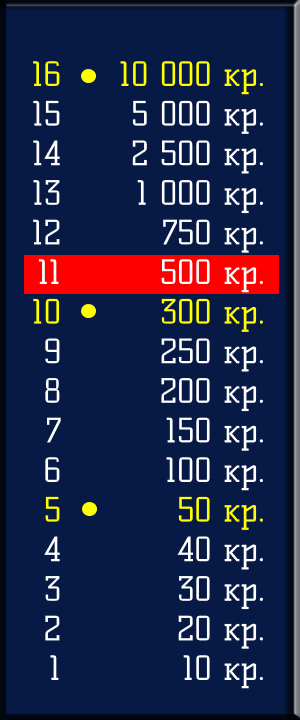 16 • 10 000 кр.
15 5 000 кр.
14 2 500 кр.
13 1 000 кр.
12 750 кр.
11 500 кр.
10 • 300 кр.
9 250 кр.
8 200 кр.
7 150 кр.
6 100 кр.
5 • 50 кр.
4 40 кр.
3 30 кр.
2 20 кр.
1 10 кр.